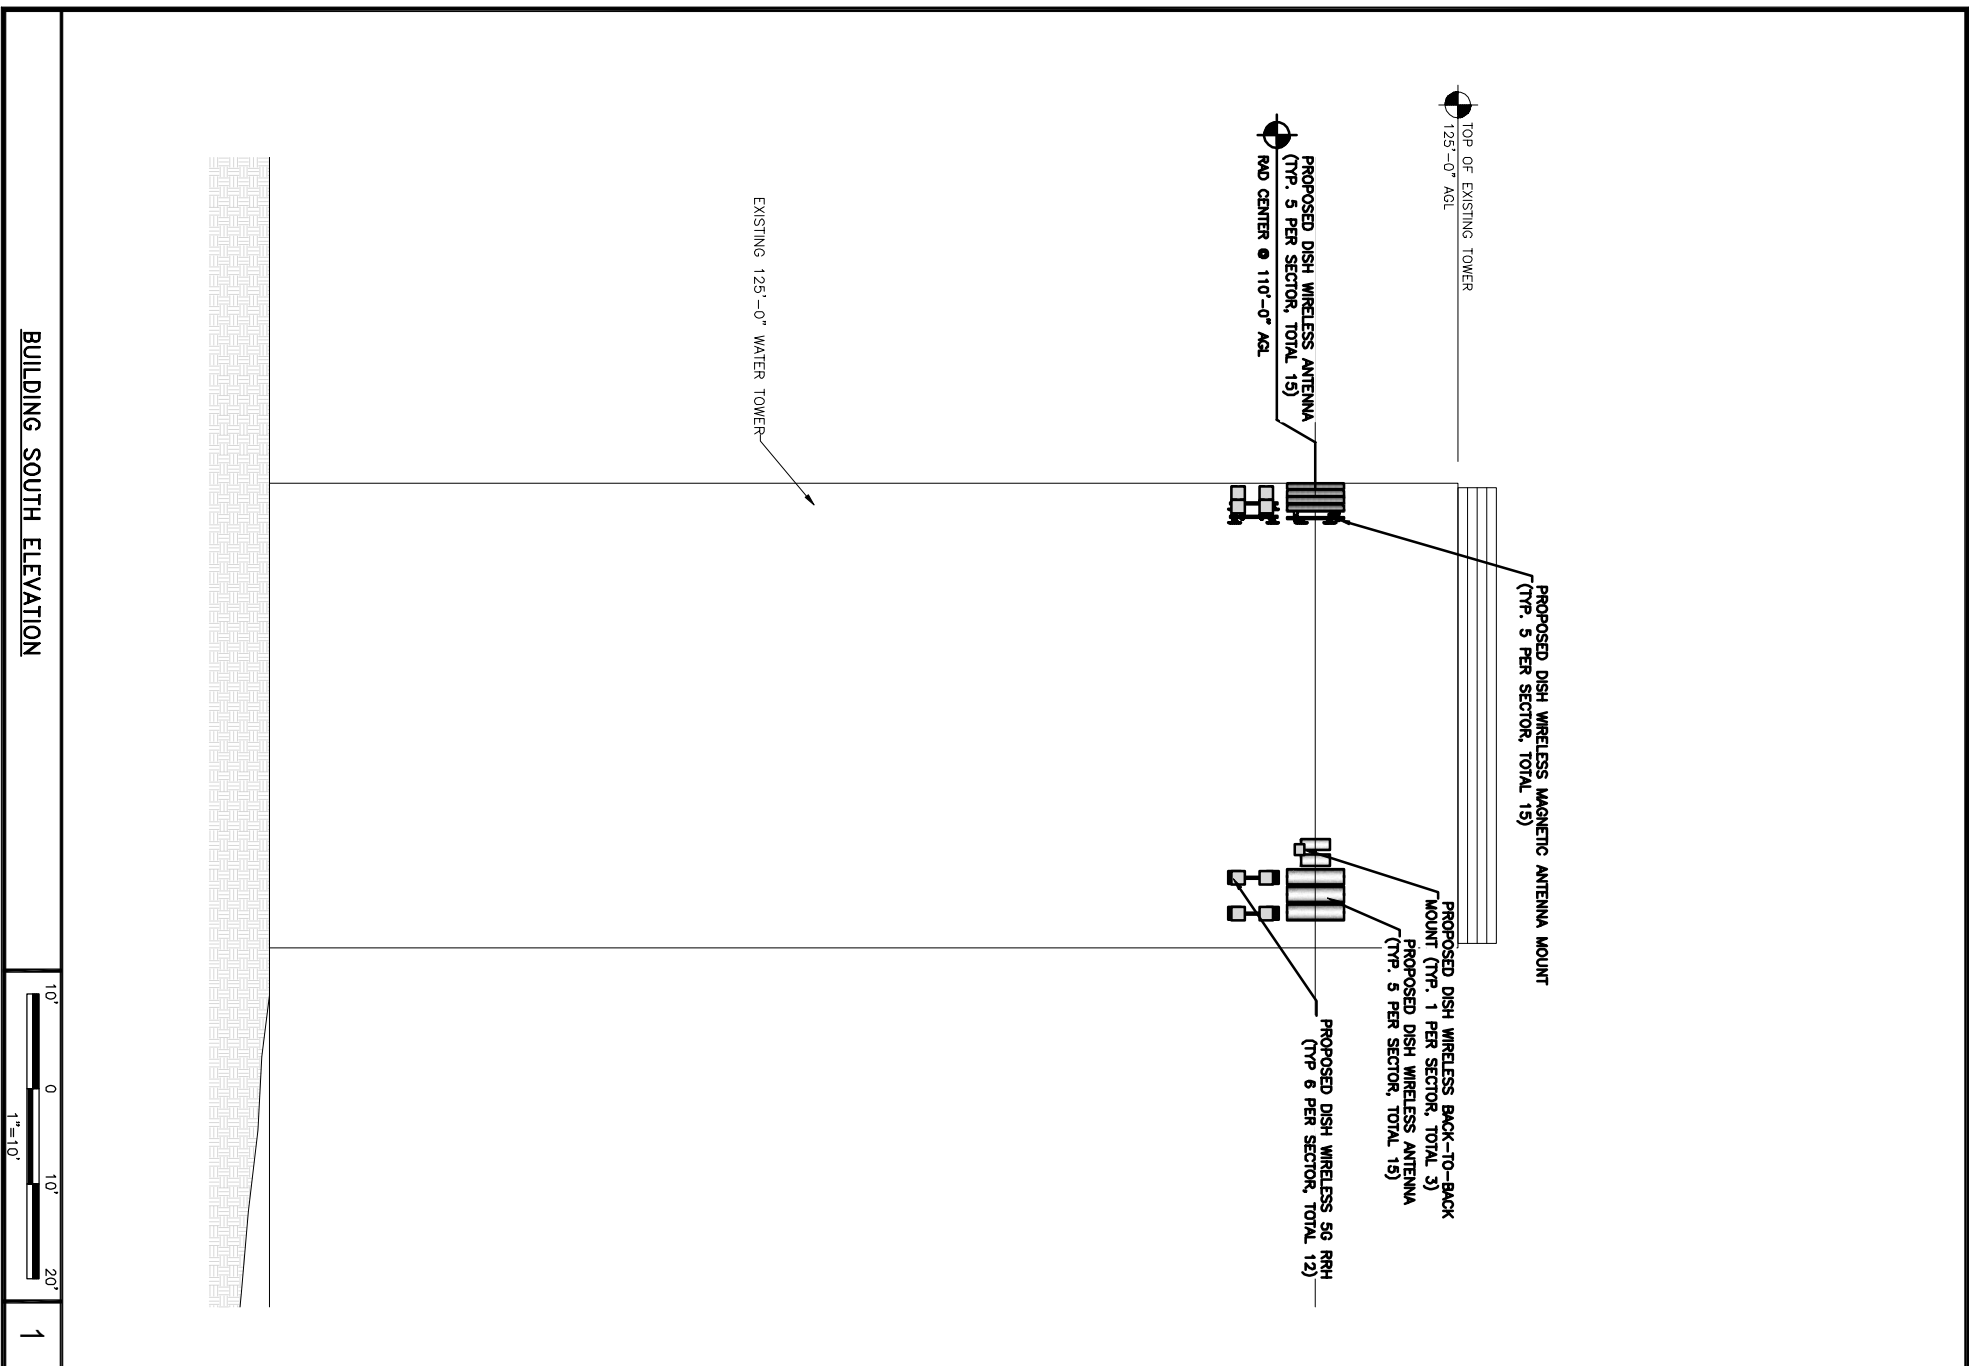 PROPOSED DISH WIRELESS MAGNETIC ANTENNA MOUNT
(TYP. 5 PER SECTOR, TOTAL 15)
TOP OF EXISTING TOWER
125'-0" AGL
PROPOSED DISH WIRELESS BACK-TO-BACK
MOUNT (TYP. 1 PER SECTOR, TOTAL 3)
PROPOSED DISH WIRELESS ANTENNA
(TYP. 5 PER SECTOR, TOTAL 15)
PROPOSED DISH WIRELESS 5G RRH
(TYP 6 PER SECTOR, TOTAL 12)
PROPOSED DISH WIRELESS ANTENNA
(TYP. 5 PER SECTOR, TOTAL 15)
RAD CENTER @ 110'-0" AGL
EXISTING 125'-0" WATER TOWER
BUILDING SOUTH ELEVATION
10' 0 10' 20'
1"=10'
1